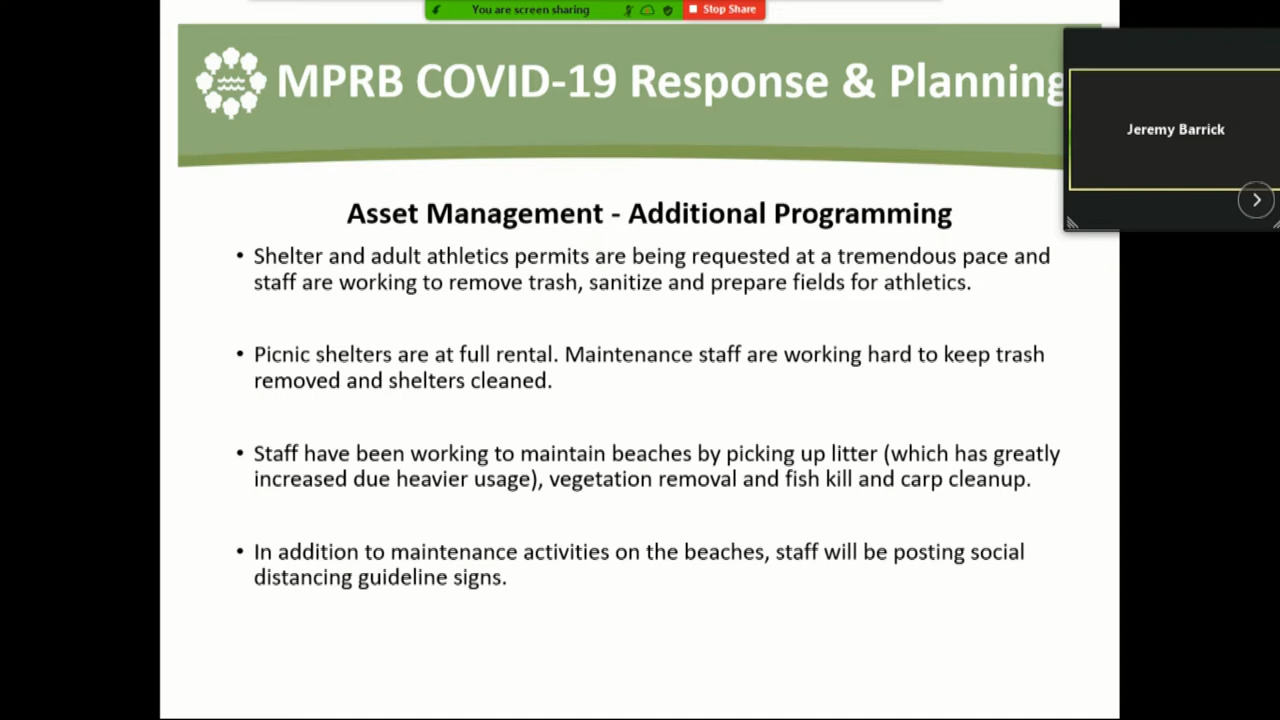 You are screen sharing
Stop Share
MPRB COVID-19 Response & Planning
Jeremy Barrick
Asset Management - Additional Programming
• Shelter and adult athletics permits are being requested at a tremendous pace and
staff are working to remove trash, sanitize and prepare fields for athletics.
• Picnic shelters are at full rental. Maintenance staff are working hard to keep trash
removed and shelters cleaned.
• Staff have been working to maintain beaches by picking up litter (which has greatly
increased due heavier usage), vegetation removal and fish kill and carp cleanup.
• In addition to maintenance activities on the beaches, staff will be posting social
distancing guideline signs.